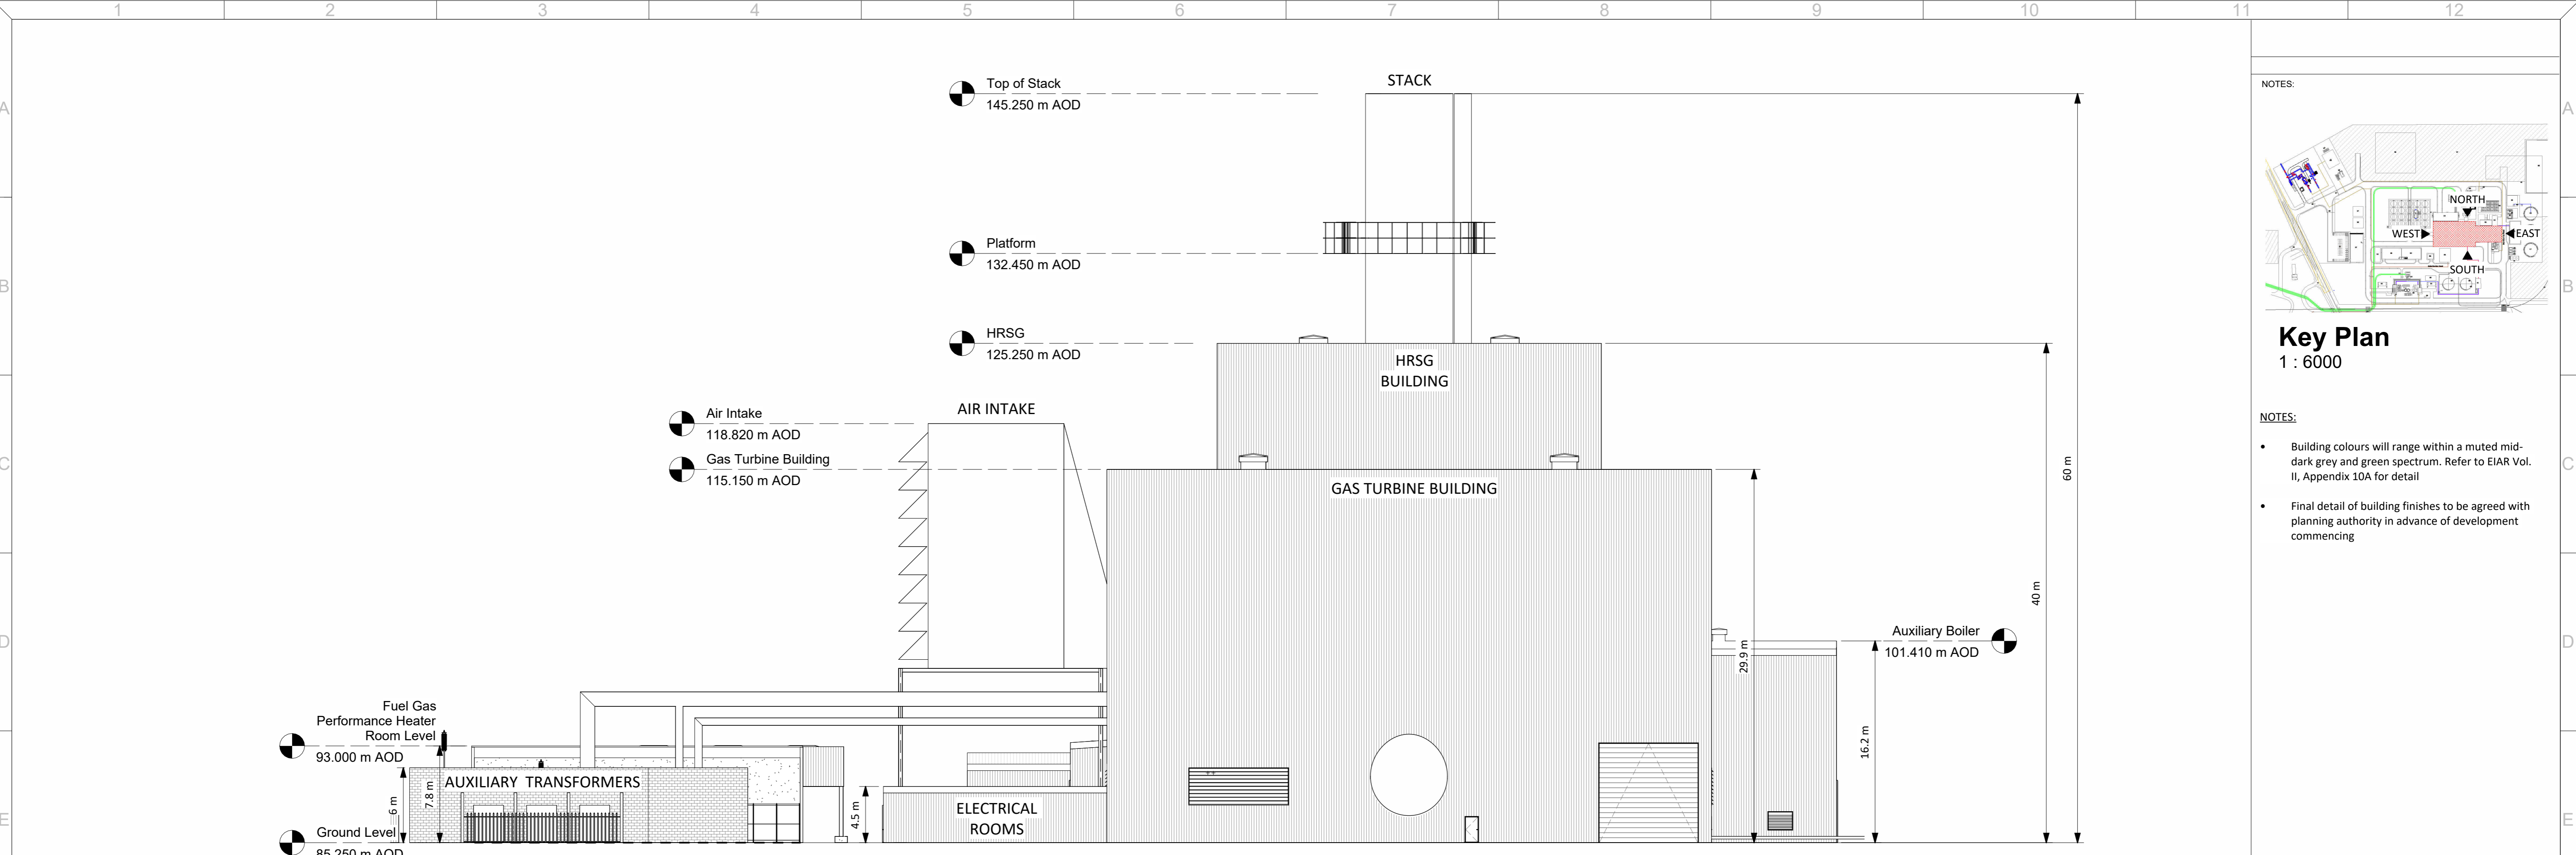 1 2 3 4 5 6 7 8 9 10 11 12
A
B
C
D
E
A
B
C
D
E
Top of Stack
145.250 m AOD
STACK
Platform
132.450 m AOD
HRSG
125.250 m AOD
HRSG
BUILDING
Air Intake
118.820 m AOD
AIR INTAKE
Gas Turbine Building
115.150 m AOD
GAS TURBINE BUILDING
60 m
40 m
29.9 m
Auxiliary Boiler
101.410 m AOD
16.2 m
Fuel Gas
Performance Heater
Room Level
93.000 m AOD
AUXILIARY TRANSFORMERS
7.8 m
6 m
4.5 m
ELECTRICAL
ROOMS
Ground Level
85.250 m AOD
NOTES:
NORTH
WEST
EAST
SOUTH
Key Plan
1 : 6000
NOTES:
• Building colours will range within a muted mid-
dark grey and green spectrum. Refer to EIAR Vol.
II, Appendix 10A for detail
• Final detail of building finishes to be agreed with
planning authority in advance of development
commencing